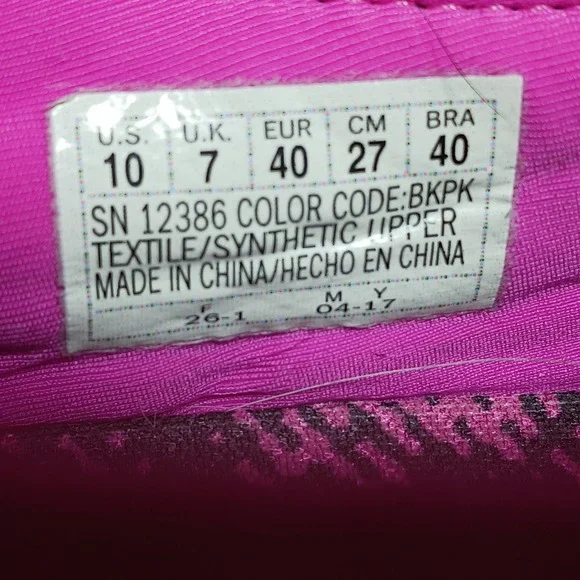 U.S. U.K. EUR CM BRA
10 7 40 27 40
SN 12386 COLOR CODE:BKPK
TEXTILE/SYNTHETIC UPPER
MADE IN CHINA/HECHO EN CHINA
F M Y
26-1 04-17